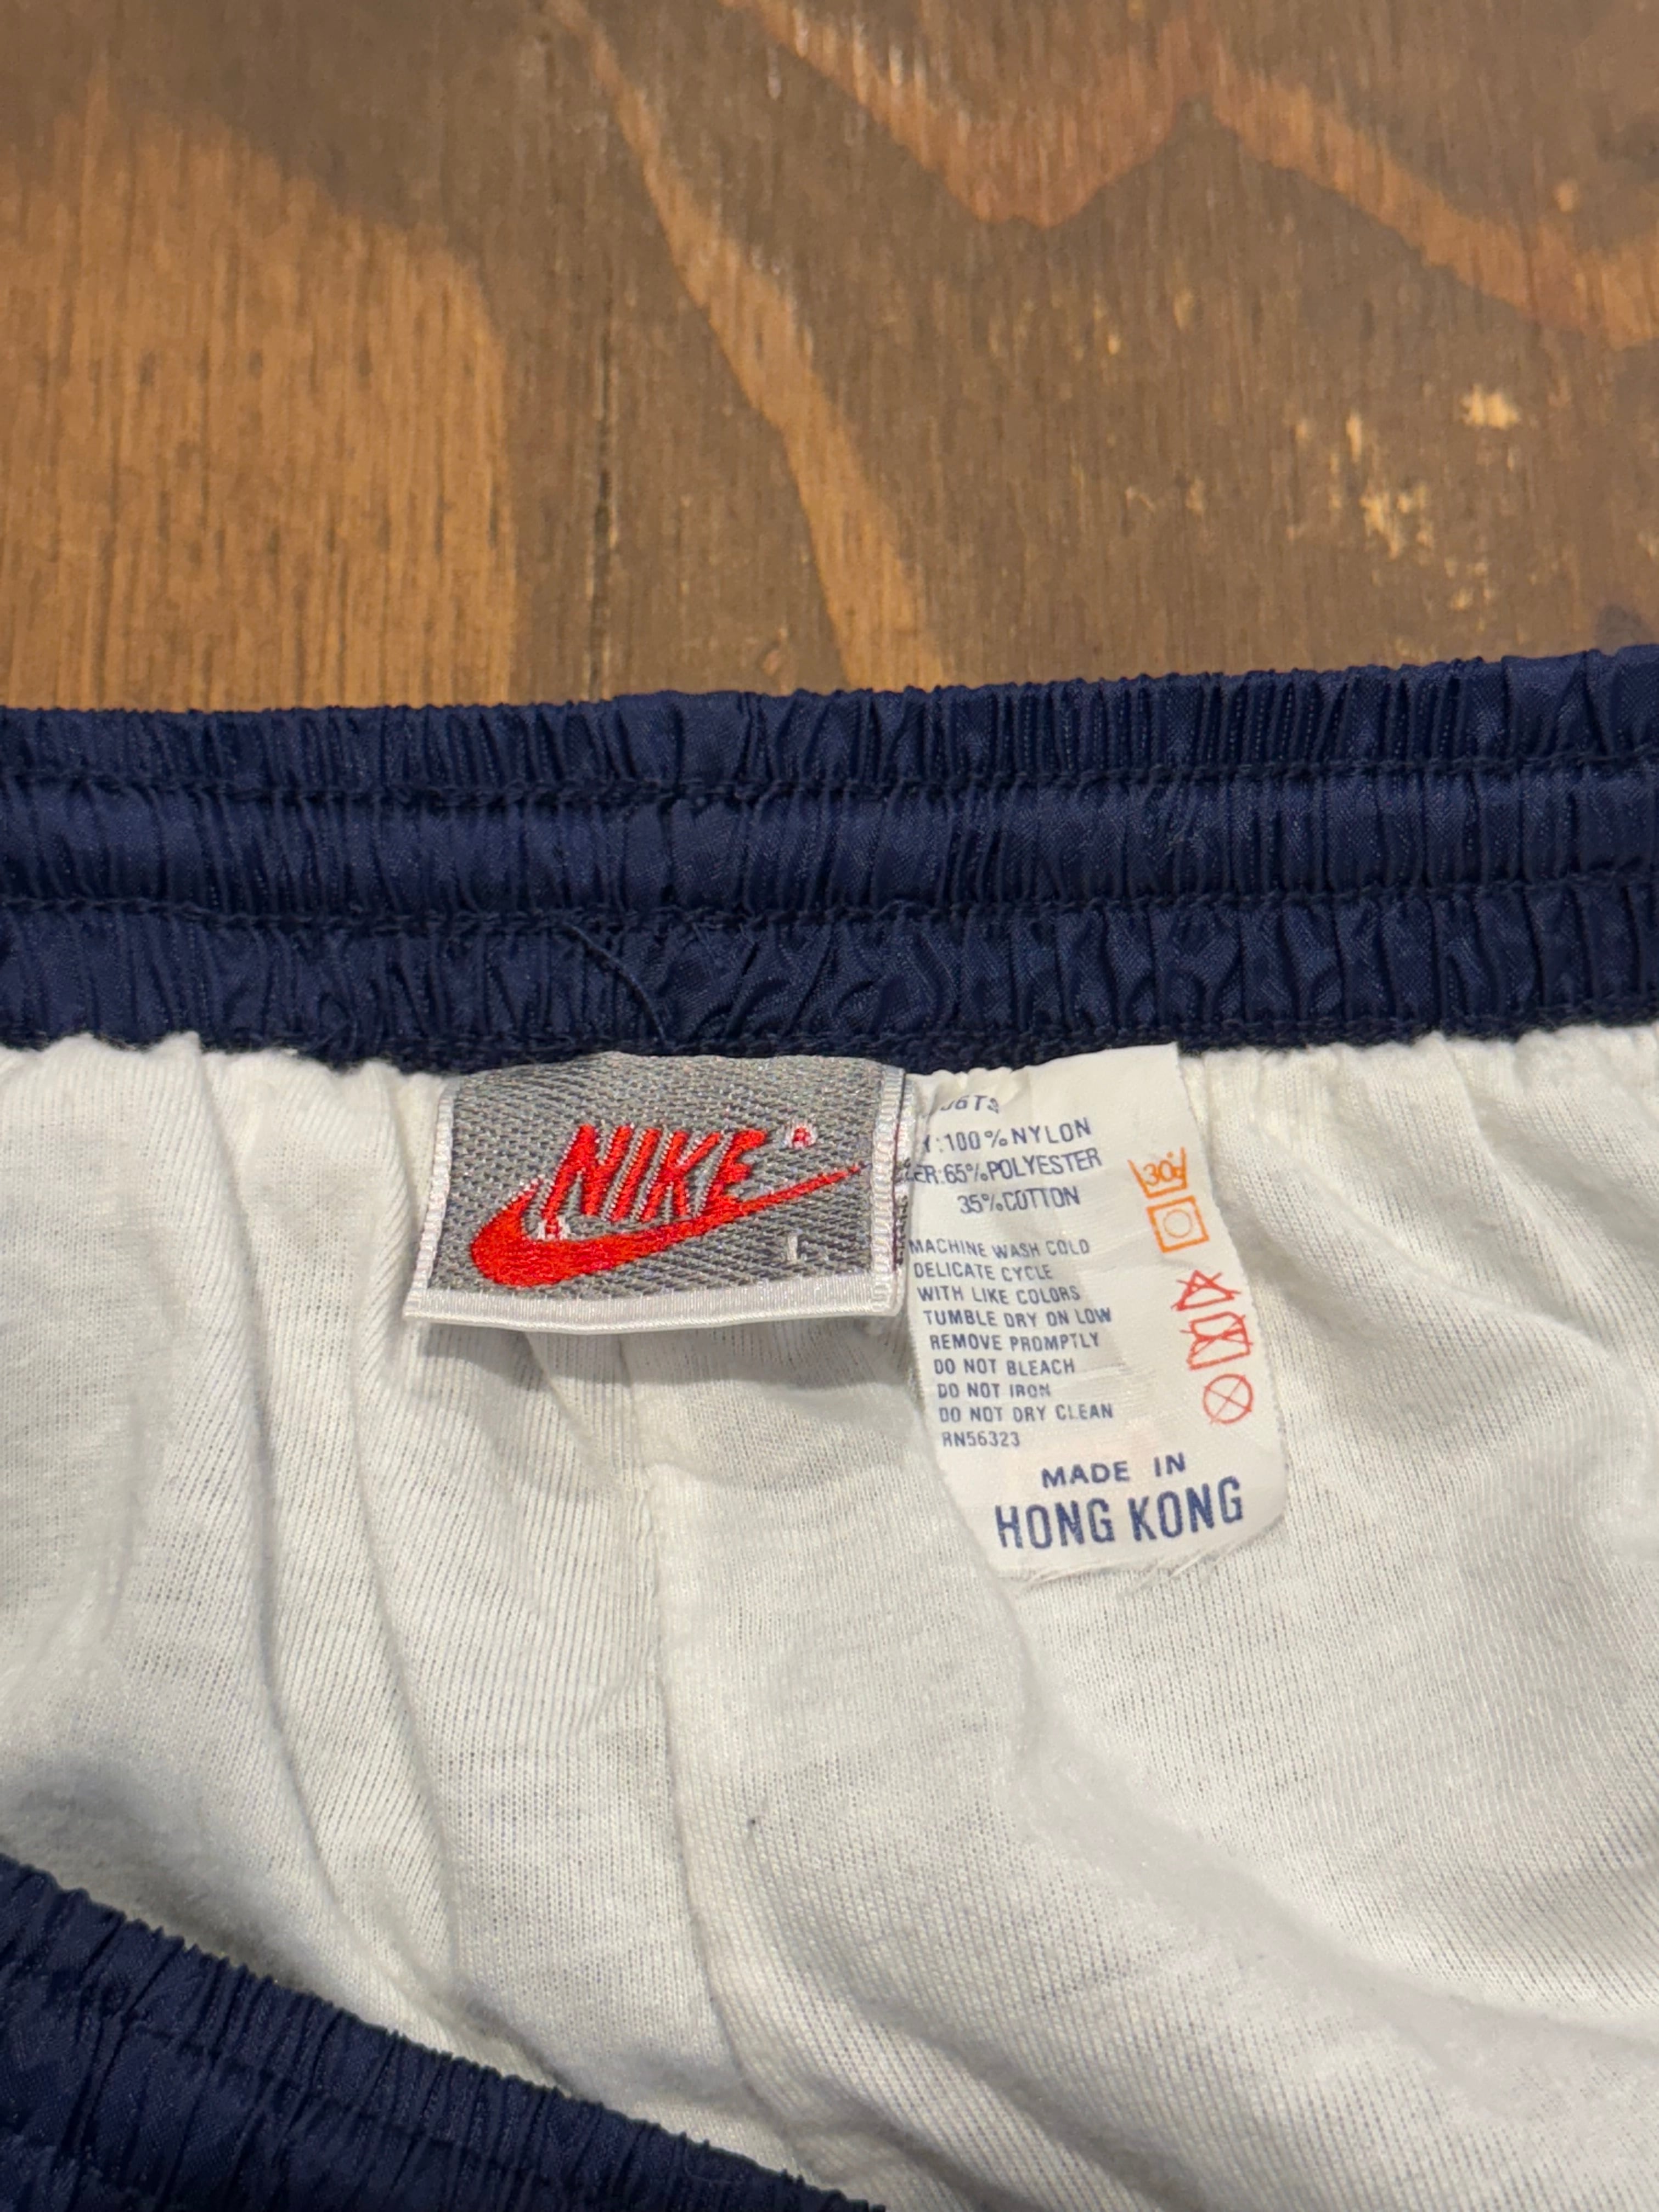 NIKE ®
L
Y:100%NYLON
ER:65%POLYESTER
35%COTTON
30°
MACHINE WASH COLD
DELICATE CYCLE
WITH LIKE COLORS
TUMBLE DRY ON LOW
REMOVE PROMPTLY
DO NOT BLEACH
DO NOT IRON
DO NOT DRY CLEAN
RN56323
MADE IN
HONG KONG